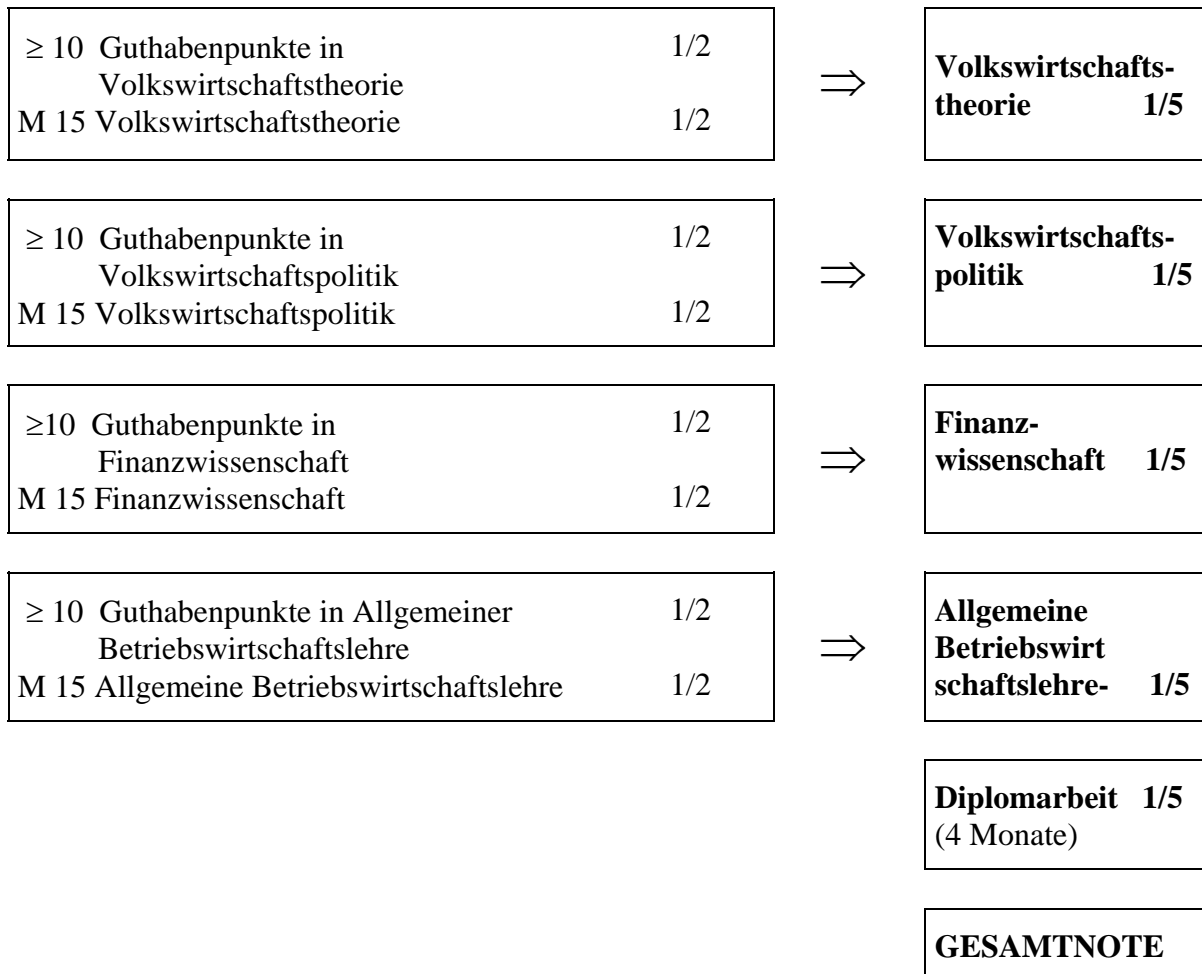 ≥ 10 Guthabenpunkte in 1/2
Volkswirtschaftstheorie
M 15 Volkswirtschaftstheorie 1/2
⇒
Volkswirtschafts-
theorie 1/5
≥ 10 Guthabenpunkte in 1/2
Volkswirtschaftspolitik
M 15 Volkswirtschaftspolitik 1/2
⇒
Volkswirtschafts-
politik 1/5
≥10 Guthabenpunkte in 1/2
Finanzwissenschaft
M 15 Finanzwissenschaft 1/2
⇒
Finanz-
wissenschaft 1/5
≥ 10 Guthabenpunkte in Allgemeiner 1/2
Betriebswirtschaftslehre
M 15 Allgemeine Betriebswirtschaftslehre 1/2
⇒
Allgemeine
Betriebswirt
schaftslehre- 1/5
Diplomarbeit 1/5
(4 Monate)
GESAMTNOTE